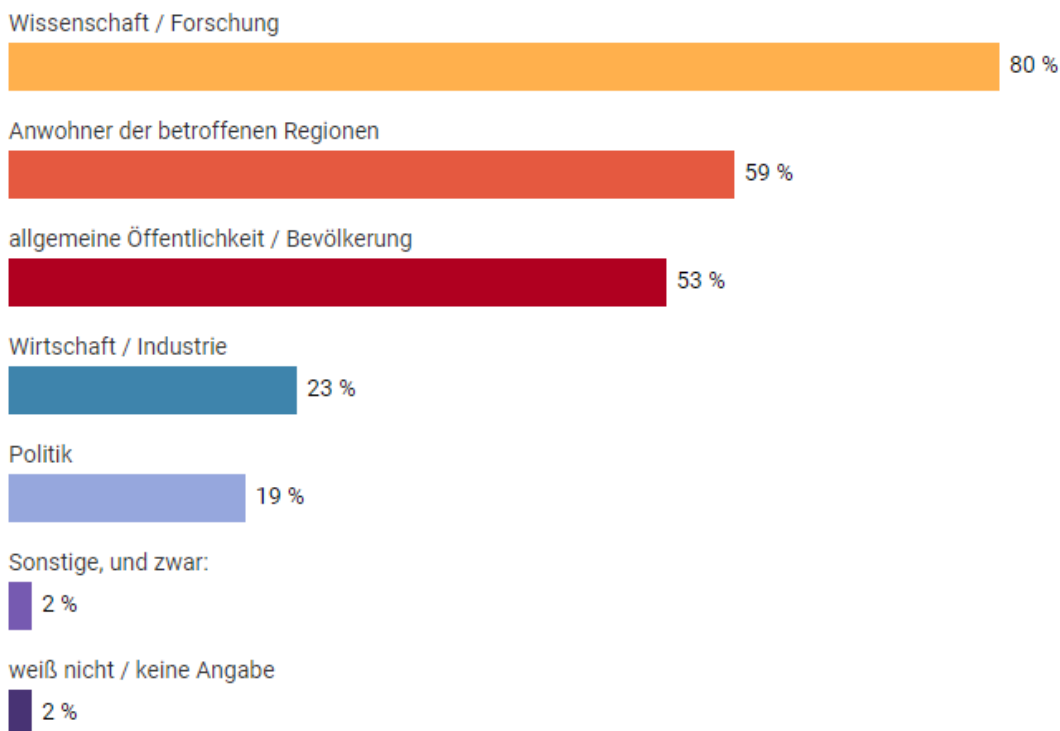 Wissenschaft / Forschung
80 %
Anwohner der betroffenen Regionen
59 %
allgemeine Öffentlichkeit / Bevölkerung
53 %
Wirtschaft / Industrie
23 %
Politik
19 %
Sonstige, und zwar:
2 %
weiß nicht / keine Angabe
2 %